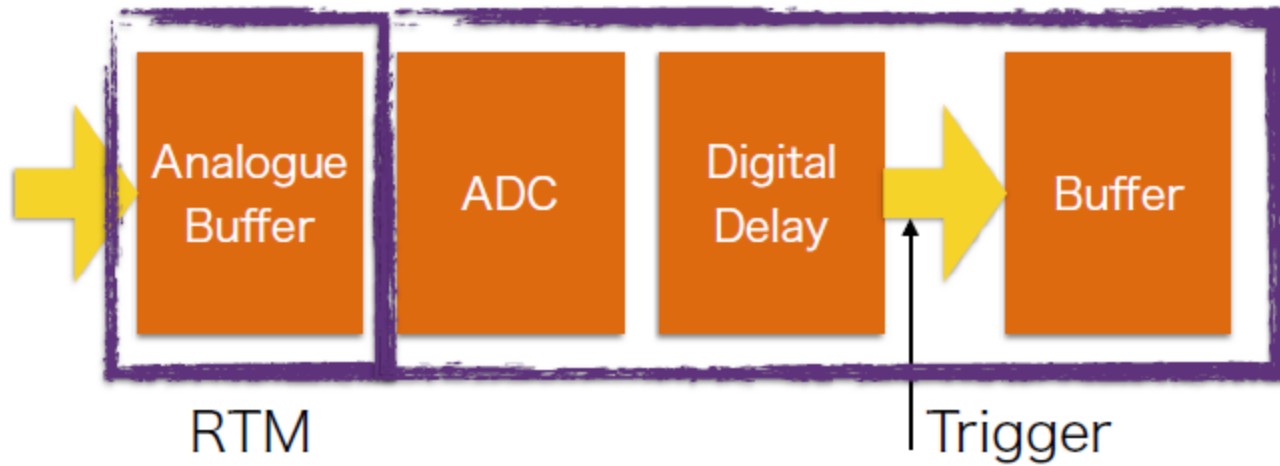 Analogue
Buffer
ADC
Digital
Delay
Buffer
RTM
Trigger